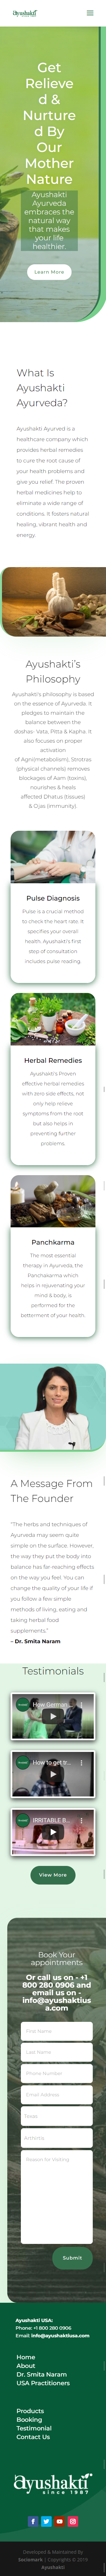 āyushakti
Get
Relieved
& Nurtured By
Our
Mother
Nature
Ayushakti
Ayurveda
embraces the
natural way
that makes
your life
healthier.
Learn More
What Is
Ayushakti
Ayurveda?
Ayushakti Ayurved is a
healthcare company which
provides herbal remedies
to cure the root cause of
your health problems and
give you relief. The proven
herbal medicines help to
eliminate a wide range of
conditions. It fosters natural
healing, vibrant health and
energy.
Ayushakti's
Philosophy
Ayushakti's philosophy is based
on the essence of Ayurveda. It
pledges to maintain the
balance between the
doshas- Veta, Pitta & Kapha. It
also focuses on proper
activation
of Agni(metabolism), Strotras
(physical channels) removes
blockages of Aam (toxins),
nourishes & heals
affected Dhatus (tissues)
& Ojas (Immunity).
Pulse Diagnosis
Pulse is a crucial method
to check the heart rate. It
specifies your overall
health. Ayushakti's first
step of consultation
includes pulse reading.
Herbal Remedies
Ayushakti's Proven
effective herbal remedies
with zero side effects, not
only help relieve
symptoms from the root
but also helps in
preventing further
problems.
Panchkarma
The most essential
therapy in Ayurveda, the
Panchakarma which
helps in rejuvenating your
mind & body, is
performed for the
betterment of your health.
A Message From
The Founder
"The herbs and techniques
of Ayurveda may seem quite
simple on the surface. However,
the way they put the body into
balance has far-reaching effects
on the way you feel. You can
change the quality of your life if
you follow a few simple
methods of living, eating and
taking herbal food
supplements."
– Dr. Smita Naram
Testimonials
How German...
How to get tr...
IRRITABLE B...
View More
Book Your
appointments
Or call us on - +1
800 280 0906 and
email us on -
info@ayushaktius
a.com
First Name
Last Name
Phone Number
Email Address
Texas
Arthritis
Reason for Visiting
Submit
Ayushakti USA:
Phone: +1 800 280 0906
Email: info@ayushaktiusa.com
Home
About
Dr. Smita Naram
USA Practitioners
Products
Booking
Testimonial
Contact Us
āyushakti
Ayurved
Developed & Maintained By
Sociomark | Copyrights © 2019
Ayushakti